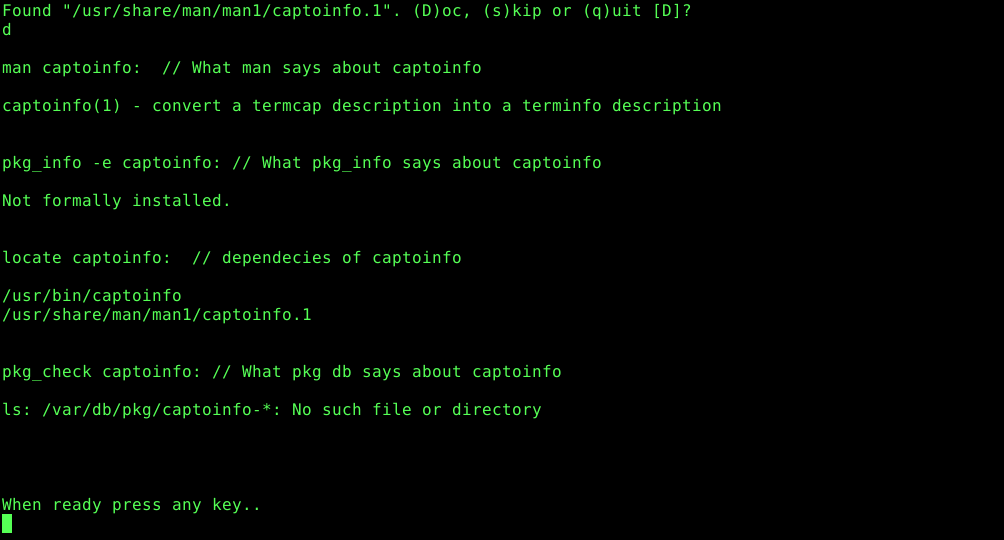 Found "/usr/share/man/man1/captoinfo.1". (D)oc, (s)kip or (q)uit [D]?
d
man captoinfo:  // What man says about captoinfo
captoinfo(1) - convert a termcap description into a terminfo description
pkg_info -e captoinfo: // What pkg_info says about captoinfo
Not formally installed.
locate captoinfo:  // dependecies of captoinfo
/usr/bin/captoinfo
/usr/share/man/man1/captoinfo.1
pkg_check captoinfo: // What pkg db says about captoinfo
ls: /var/db/pkg/captoinfo-*: No such file or directory
When ready press any key..